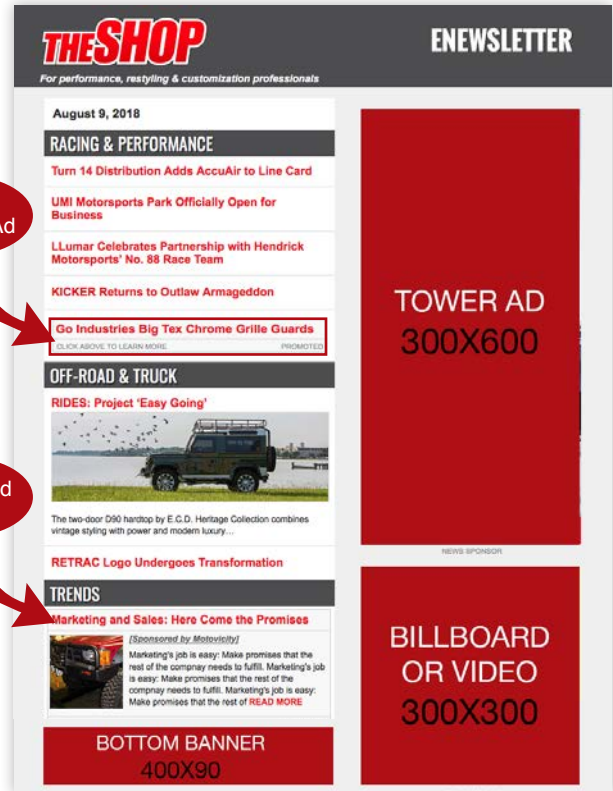 THE SHOP
For performance, restyling & customization professionals
ENEWSLETTER
August 9, 2018
RACING & PERFORMANCE
Turn 14 Distribution Adds AccuAir to Line Card
UMI Motorsports Park Officially Open for
Business
Ad
LLumar Celebrates Partnership with Hendrick
Motorsports' No. 88 Race Team
KICKER Returns to Outlaw Armageddon
Go Industries Big Tex Chrome Grille Guards
CLICK ABOVE TO LEARN MORE PROMOTED
OFF-ROAD & TRUCK
RIDES: Project 'Easy Going'
The two-door D90 hardtop by E.C.D. Heritage Collection combines
vintage styling with power and modern luxury…
RETRAC Logo Undergoes Transformation
TRENDS
Marketing and Sales: Here Come the Promises
[Sponsored by Motovicity]
Marketing's job is easy: Make promises that the
rest of the compnay needs to fulfill. Marketing's job
is easy: Make promises that the rest of the
compnay needs to fulfill. Marketing's job is easy:
Make promises that the rest of READ MORE
BOTTOM BANNER
400X90
TOWER AD
300X600
NEWS SPONSOR
BILLBOARD
OR VIDEO
300X300